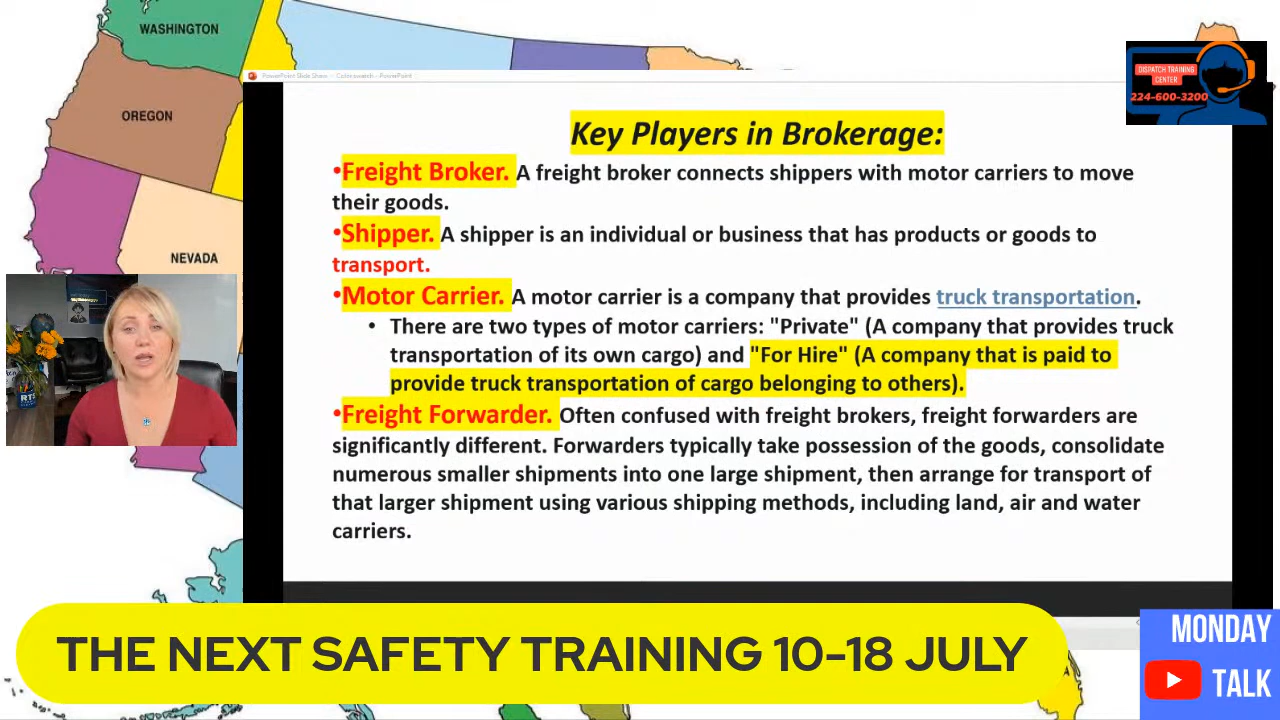 WASHINGTON
OREGON
NEVADA
PowerPoint Slide Show
PowerPoint
DISPATCH TRAINING
CENTER
224-600-3200
Key Players in Brokerage:
•Freight Broker. A freight broker connects shippers with motor carriers to move
their goods.
•Shipper. A shipper is an individual or business that has products or goods to
transport.
•Motor Carrier. A motor carrier is a company that provides truck transportation.
• There are two types of motor carriers: "Private" (A company that provides truck
transportation of its own cargo) and "For Hire" (A company that is paid to
provide truck transportation of cargo belonging to others).
•Freight Forwarder. Often confused with freight brokers, freight forwarders are
significantly different. Forwarders typically take possession of the goods, consolidate
numerous smaller shipments into one large shipment, then arrange for transport of
that larger shipment using various shipping methods, including land, air and water
carriers.
THE NEXT SAFETY TRAINING 10-18 JULY
MONDAY
TALK